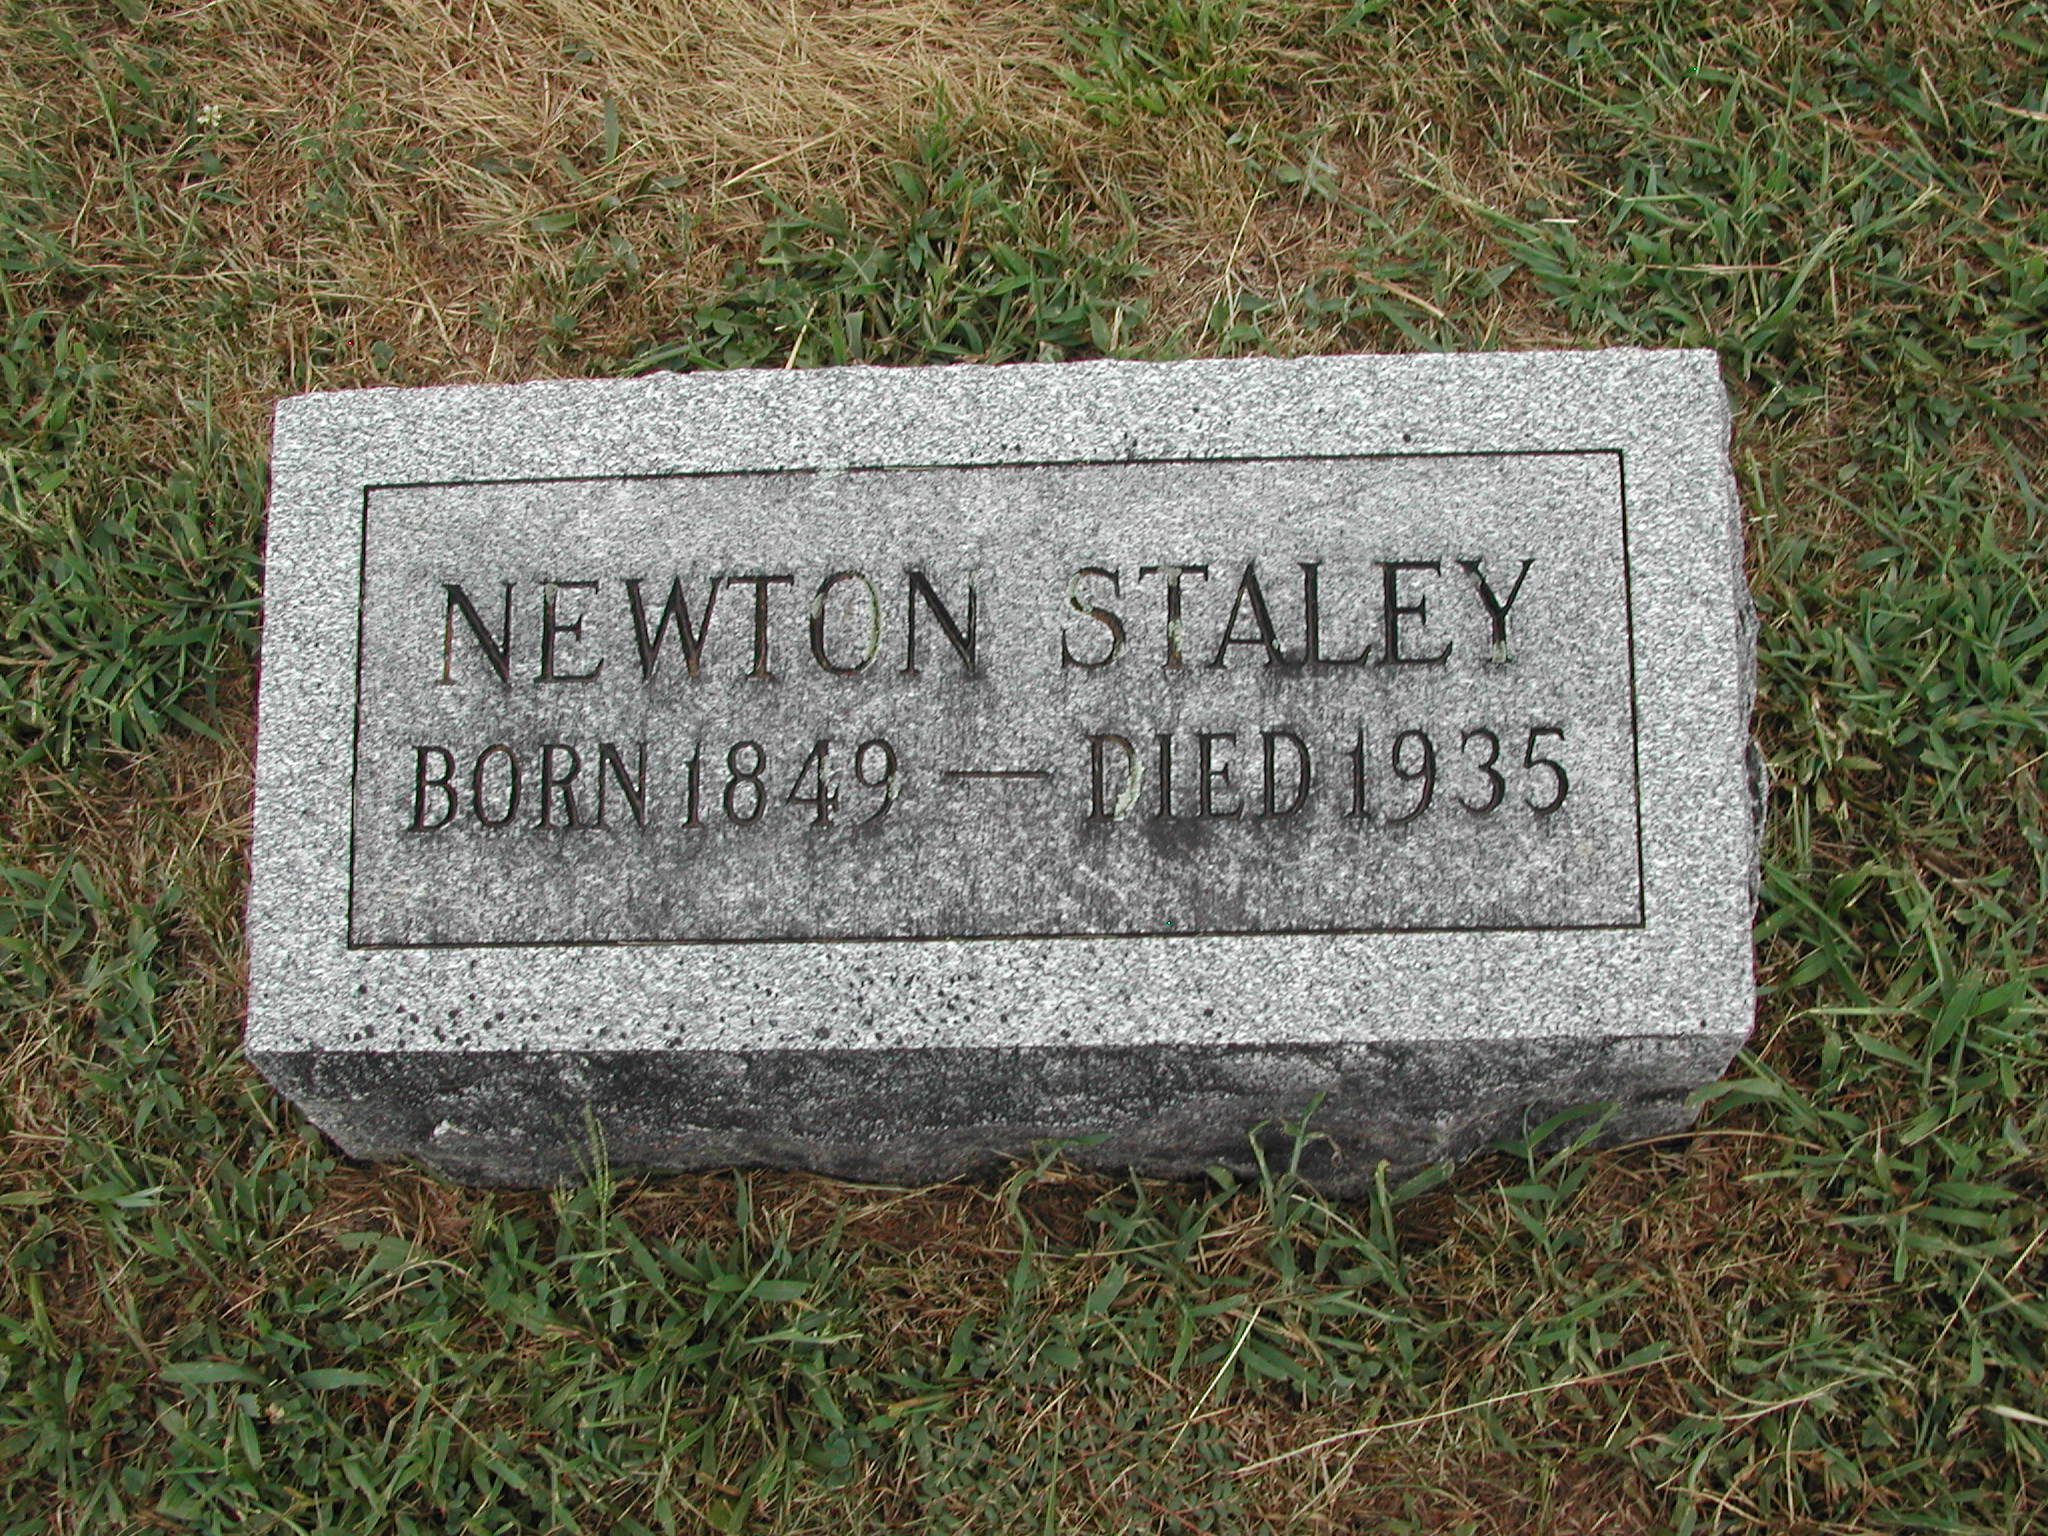 NEWTON STALEY
BORN 1849 — DIED 1935